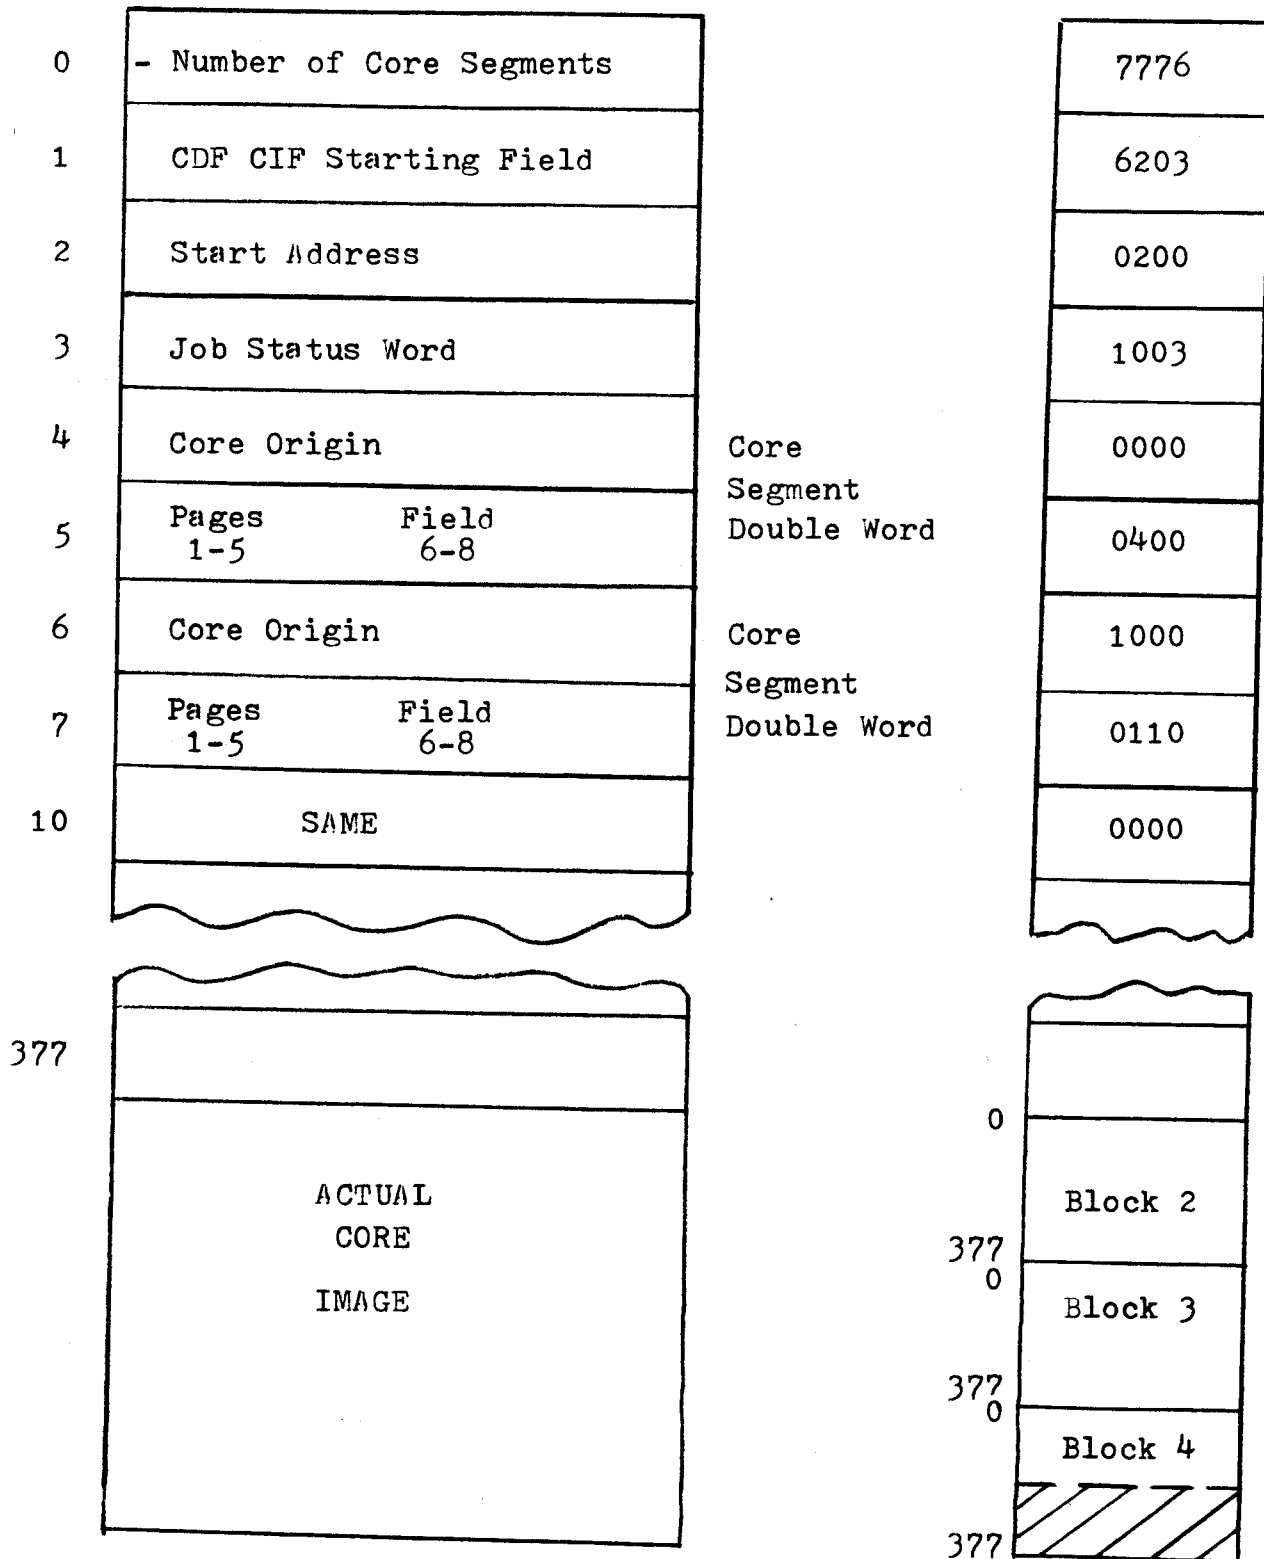 0
- Number of Core Segments
7776
1
CDF CIF Starting Field
6203
2
Start Address
0200
3
Job Status Word
1003
4
Core Origin
Core
Segment
Double Word
0000
5
Pages Field
1-5 6-8
0400
6
Core Origin
Core
Segment
Double Word
1000
7
Pages Field
1-5 6-8
0110
10
SAME
0000
377
ACTUAL
CORE
IMAGE
0
Block 2
377
0
Block 3
377
0
Block 4
377